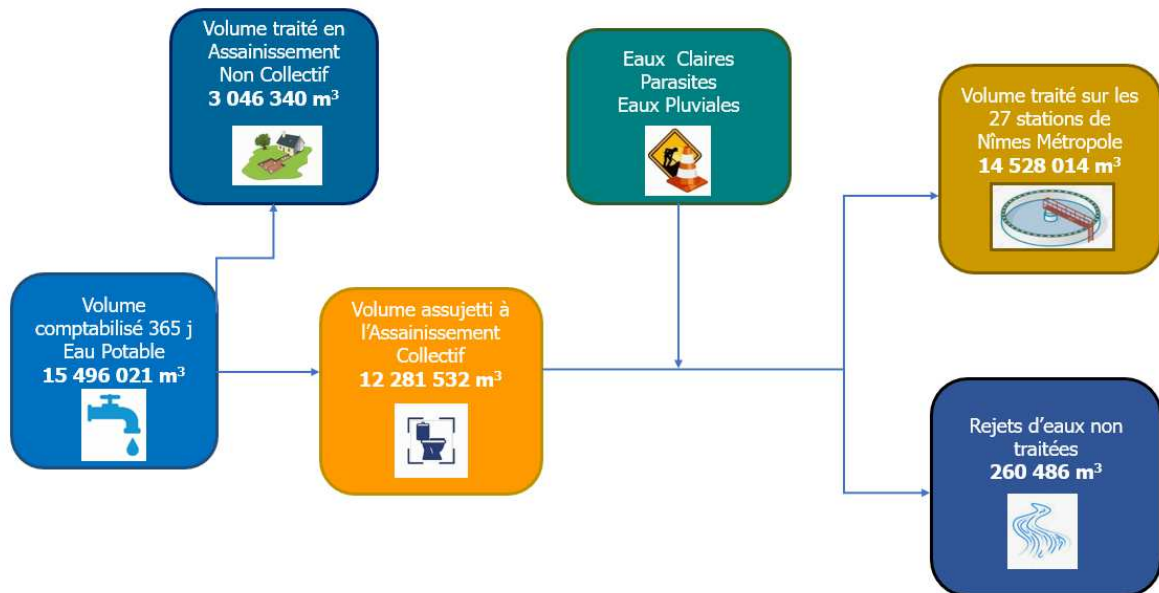 Volume traité en
Assainissement
Non Collectif
3 046 340 m³
Eaux Claires
Parasites
Eaux Pluviales
Volume traité sur les
27 stations de
Nîmes Métropole
14 528 014 m³
Volume
comptabilisé 365 j
Eau Potable
15 496 021 m³
Volume assujetti à
l'Assainissement
Collectif
12 281 532 m³
Rejets d'eaux non
traitées
260 486 m³